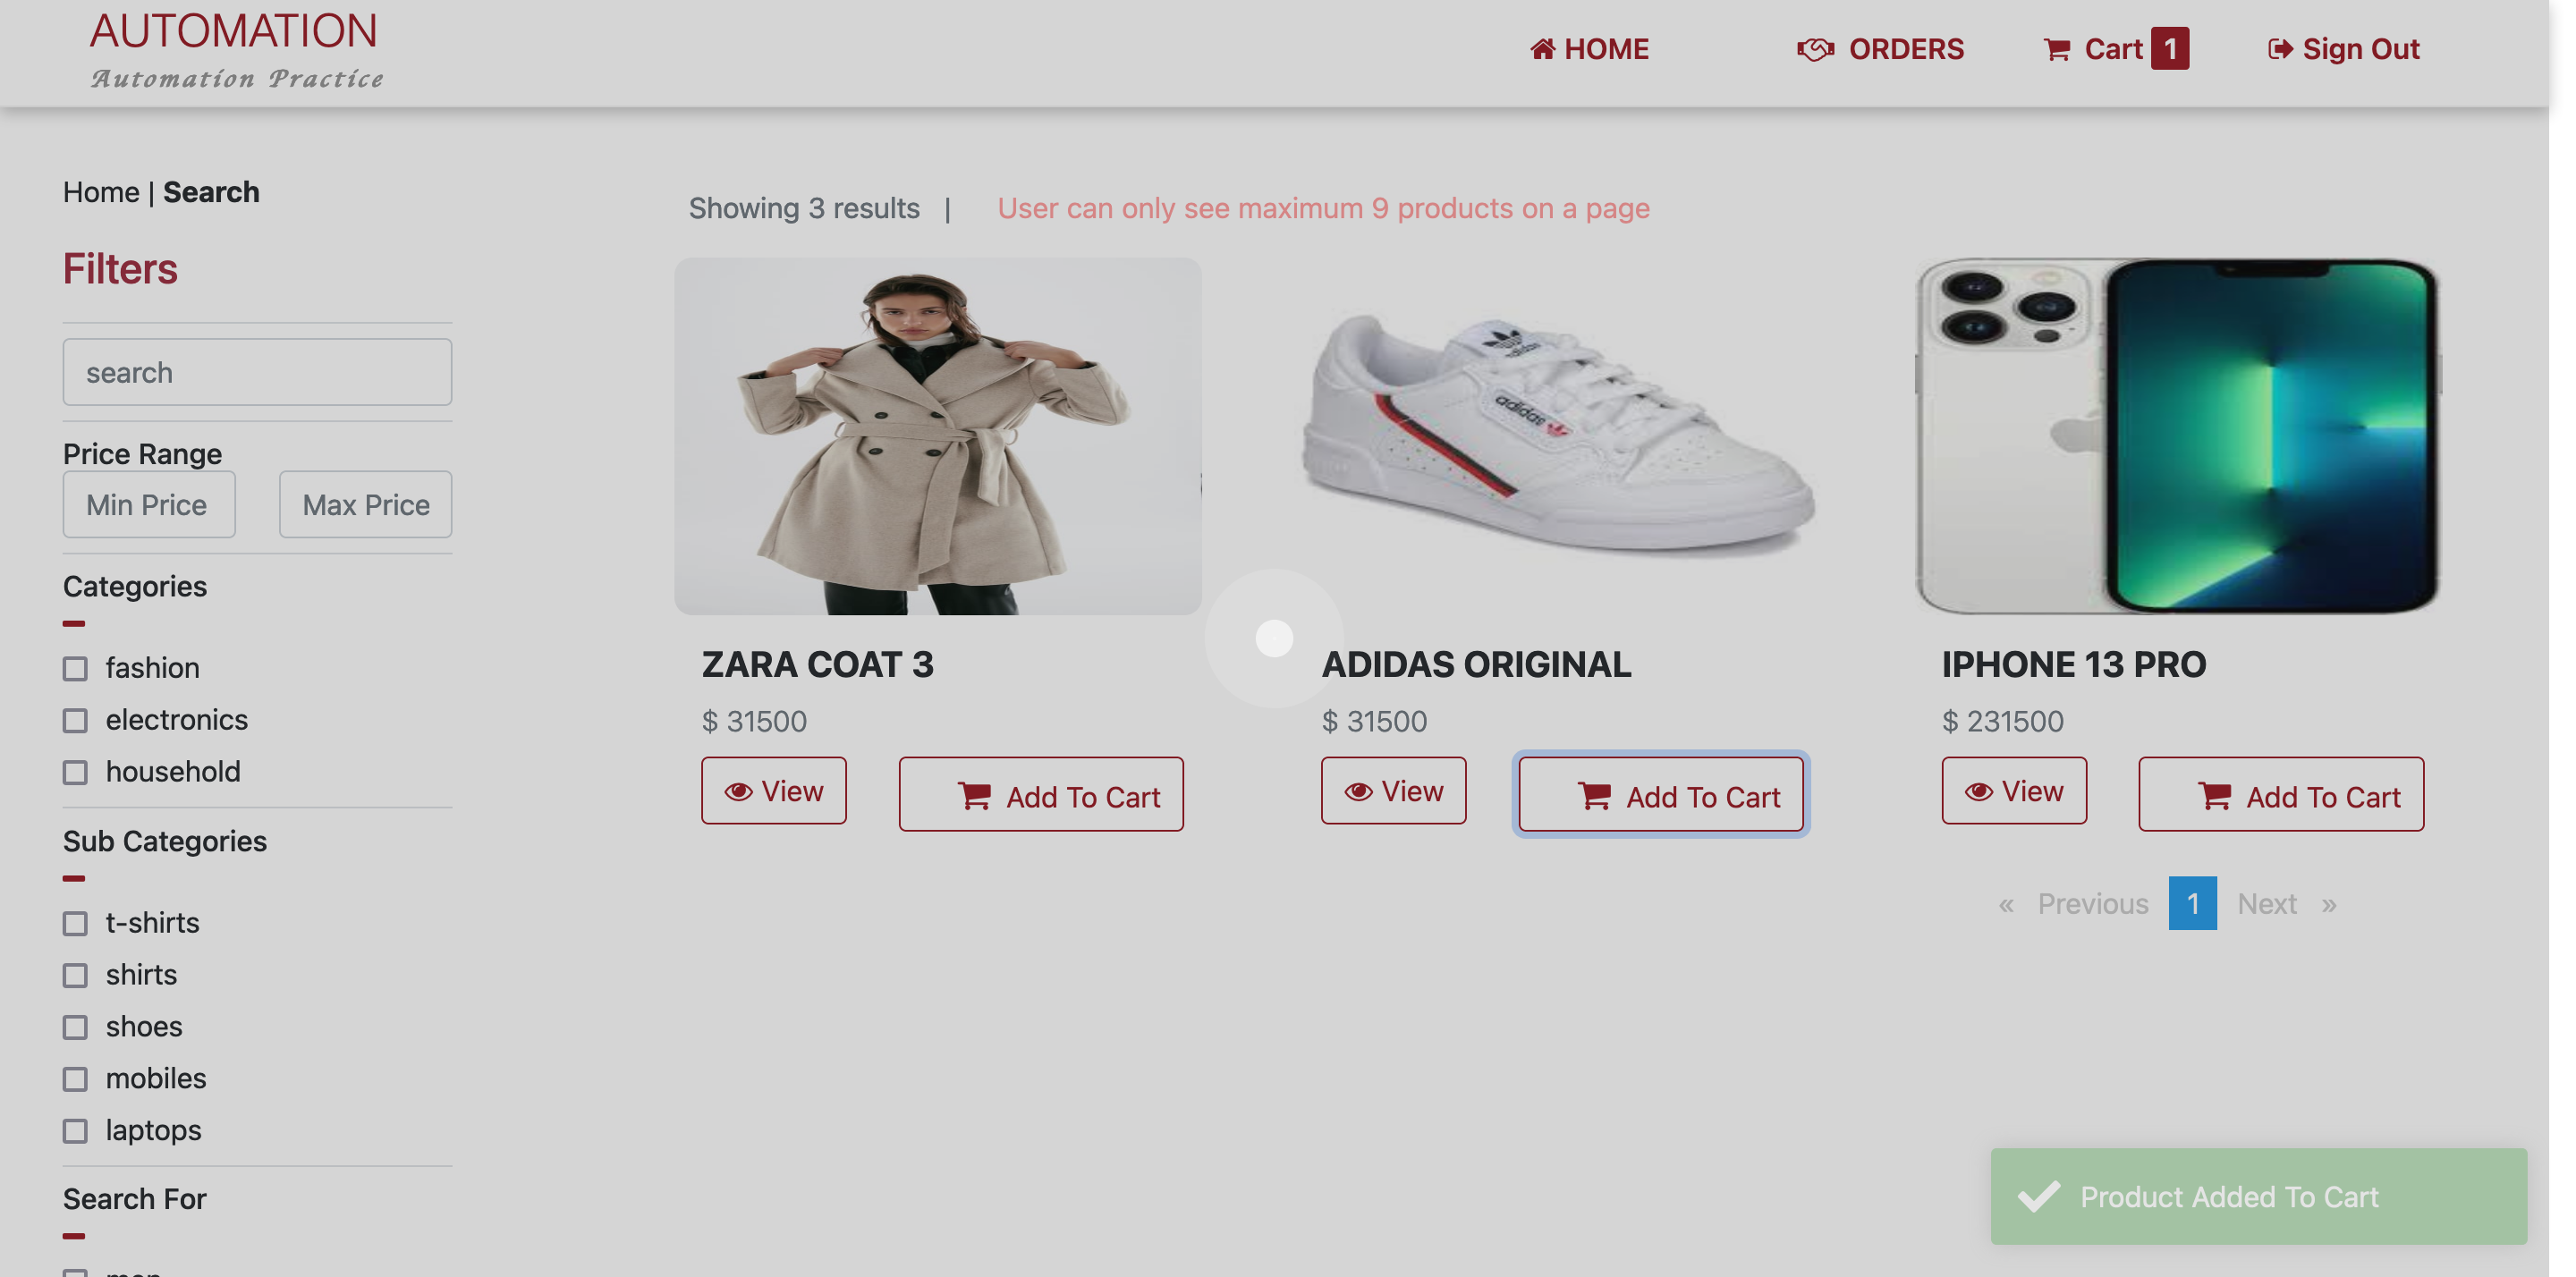 AUTOMATION
Automation Practice
HOME
ORDERS
Cart 1
Sign Out
Home | Search
Showing 3 results |
User can only see maximum 9 products on a page
Filters
search
Price Range
Min Price
Max Price
Categories
fashion
electronics
household
Sub Categories
t-shirts
shirts
shoes
mobiles
laptops
Search For
men
adidas
ZARA COAT 3
$ 31500
View
Add To Cart
ADIDAS ORIGINAL
$ 31500
View
Add To Cart
IPHONE 13 PRO
$ 231500
View
Add To Cart
« Previous 1 Next »
Product Added To Cart